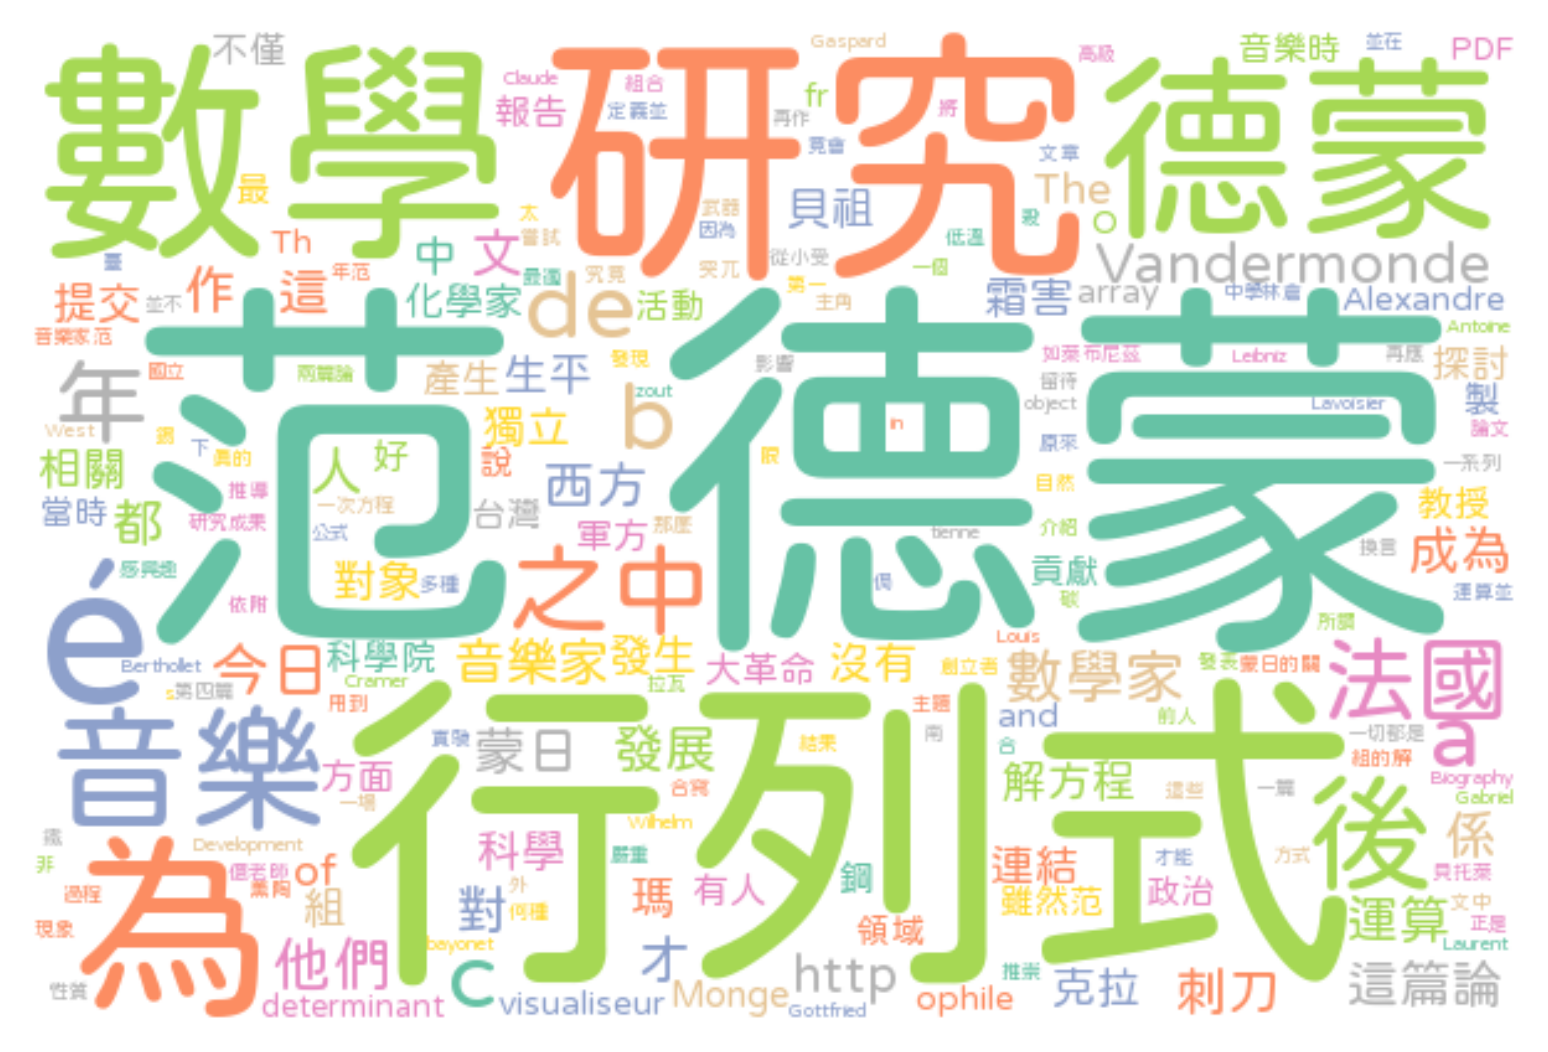 不僅
Gaspard
高級
音樂時
並在
PDF
數學
研究
德蒙
Claude
組合
報告
定義並
fr
再作
將
竟會
文章
最
貝祖
The
武器
太
因為
嘗試
o
Th
中
文
低溫
從小受
突兀
一個
Vandermonde
年范
提交
並不
作
這
化學家
究竟
de
活動
第一
主角
霜害
array
中學林倉
Alexandre
音樂家范
Antoine
范德蒙
年
國立
兩篇論
產生
生平
發現
影響
如萊布尼茲
Leibniz
再應
探討
zout
留待
object
Lavoisier
製
West
b
in
論文
下
真的
人
好
獨立
說
原來
相關
推導
一次方程
西方
自然
一系列
當時
都
研究成果
公式
台灣
軍方
那麼
tienne
介紹
教授
換言
成為
感興趣
對象
多種
之中
貢獻
碳
運算並
依附
é
Louis
所謂
Berthollet
今日
科學院
音樂家
發生
大革命
沒有
創立者
數學家
發表
蒙日的關
法國
s
第四篇
Cramer
用到
拉瓦
音樂
行列式
主題
and
前人
南
合
一切都是
a
方面
蒙日
發展
結果
解方程
這些
一篇
組的解
Biography
Gabriel
一場
合寫
後
Wilhelm
Development
科學
嚴重
連結
才能
方式
係
非
為
of
鋼
貝托萊
過程
薰陶
組
對
外
何種
瑪
有人
雖然范
政治
運算
文中
正是
現象
領域
bayonet
Laurent
他們
c
才
http
推崇
克拉
刺刀
這篇論
性質
determinant
visualiseur
Monge
Gottfried
ophile